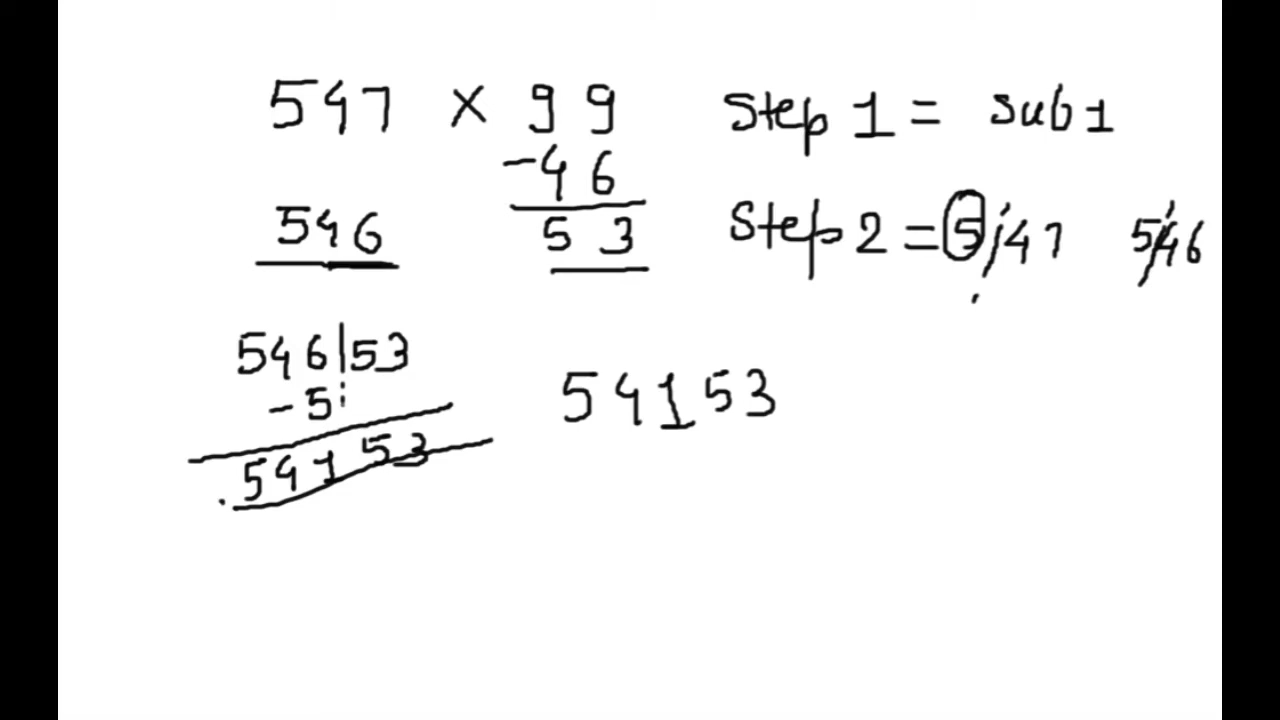 547 × 99 Step 1 = sub 1
-46
546 53 Step 2 = 5/47 5/46
546|53
-5
54153
54153